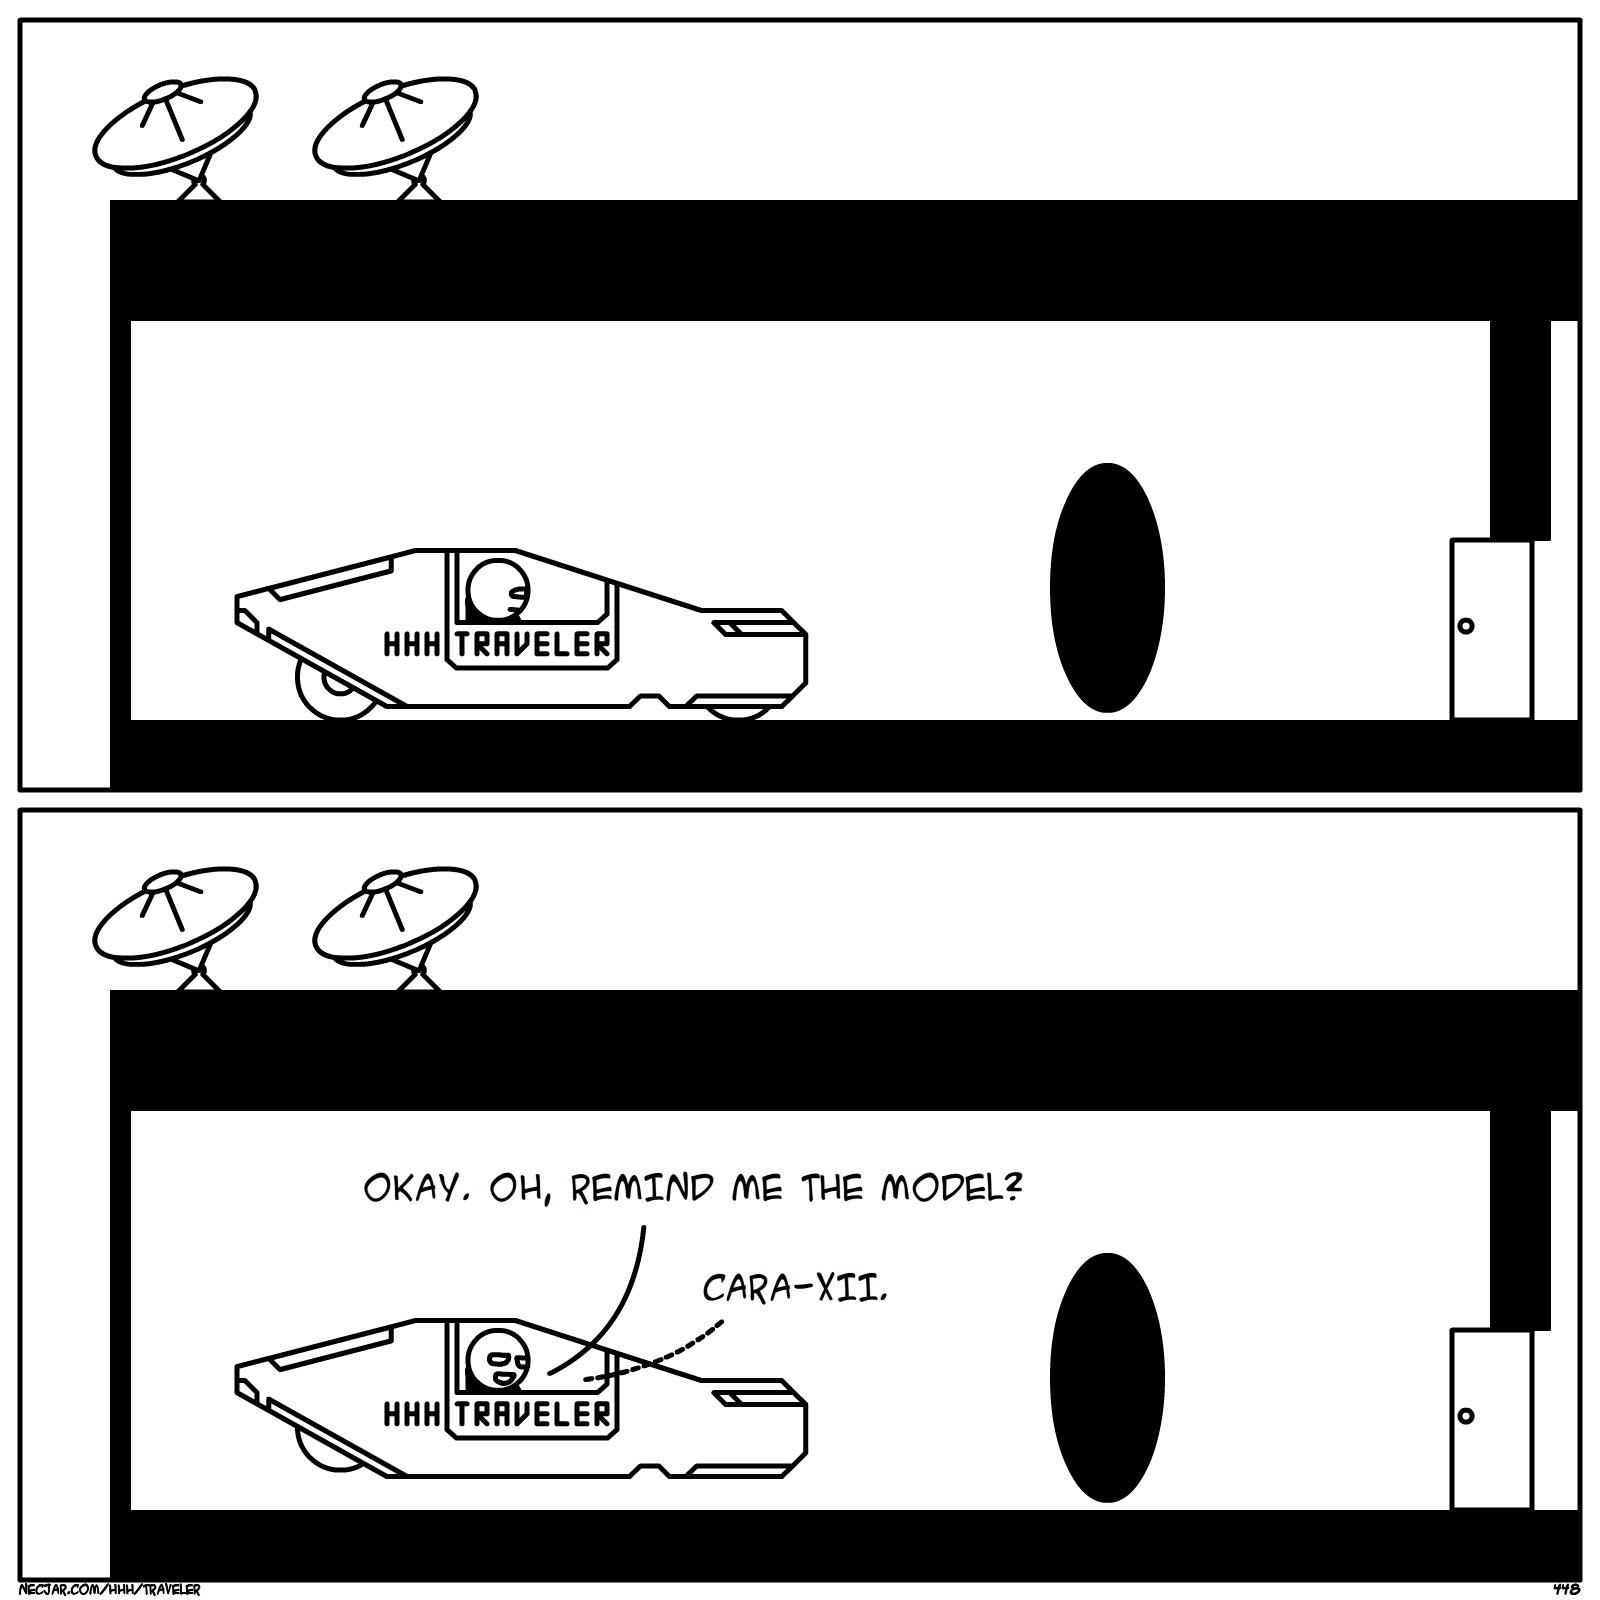 HHH TRAVELER
OKAY. OH, REMIND ME THE MODEL?
CARA-XII.
HHH TRAVELER
NECJAR.COM/HHH/TRAVELER
448